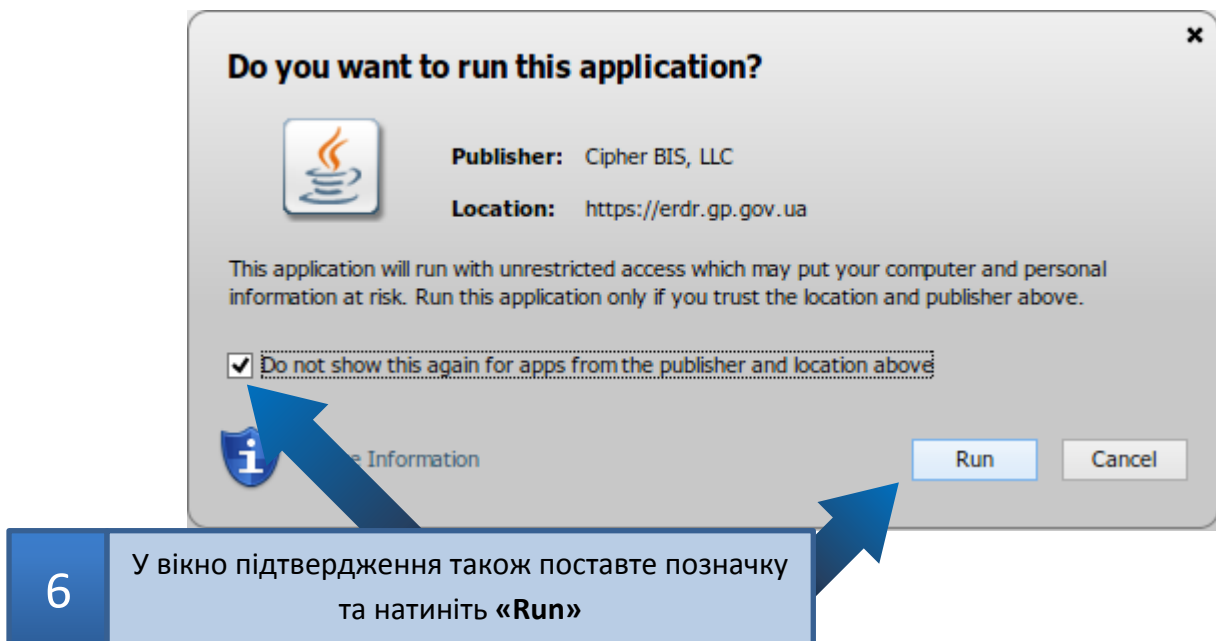 Do you want to run this application?
Publisher: Cipher BIS, LLC
Location: https://erdr.gp.gov.ua
This application will run with unrestricted access which may put your computer and personal
information at risk. Run this application only if you trust the location and publisher above.
Do not show this again for apps from the publisher and location above
Information
Run Cancel
6
У вікно підтвердження також поставте позначку
та натиніть «Run»